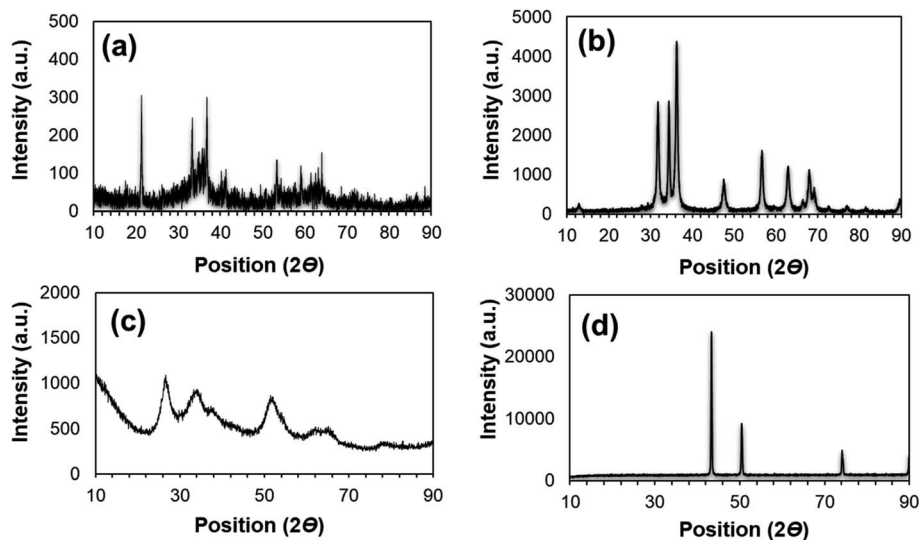 (a)
Intensity (a.u.)
500
400
300
200
100
0
10 20 30 40 50 60 70 80 90
Position (2Θ)
(b)
Intensity (a.u.)
5000
4000
3000
2000
1000
0
10 20 30 40 50 60 70 80 90
Position (2Θ)
(c)
Intensity (a.u.)
2000
1500
1000
500
0
10 30 50 70 90
Position (2Θ)
(d)
Intensity (a.u.)
30000
20000
10000
0
10 30 50 70 90
Position (2Θ)